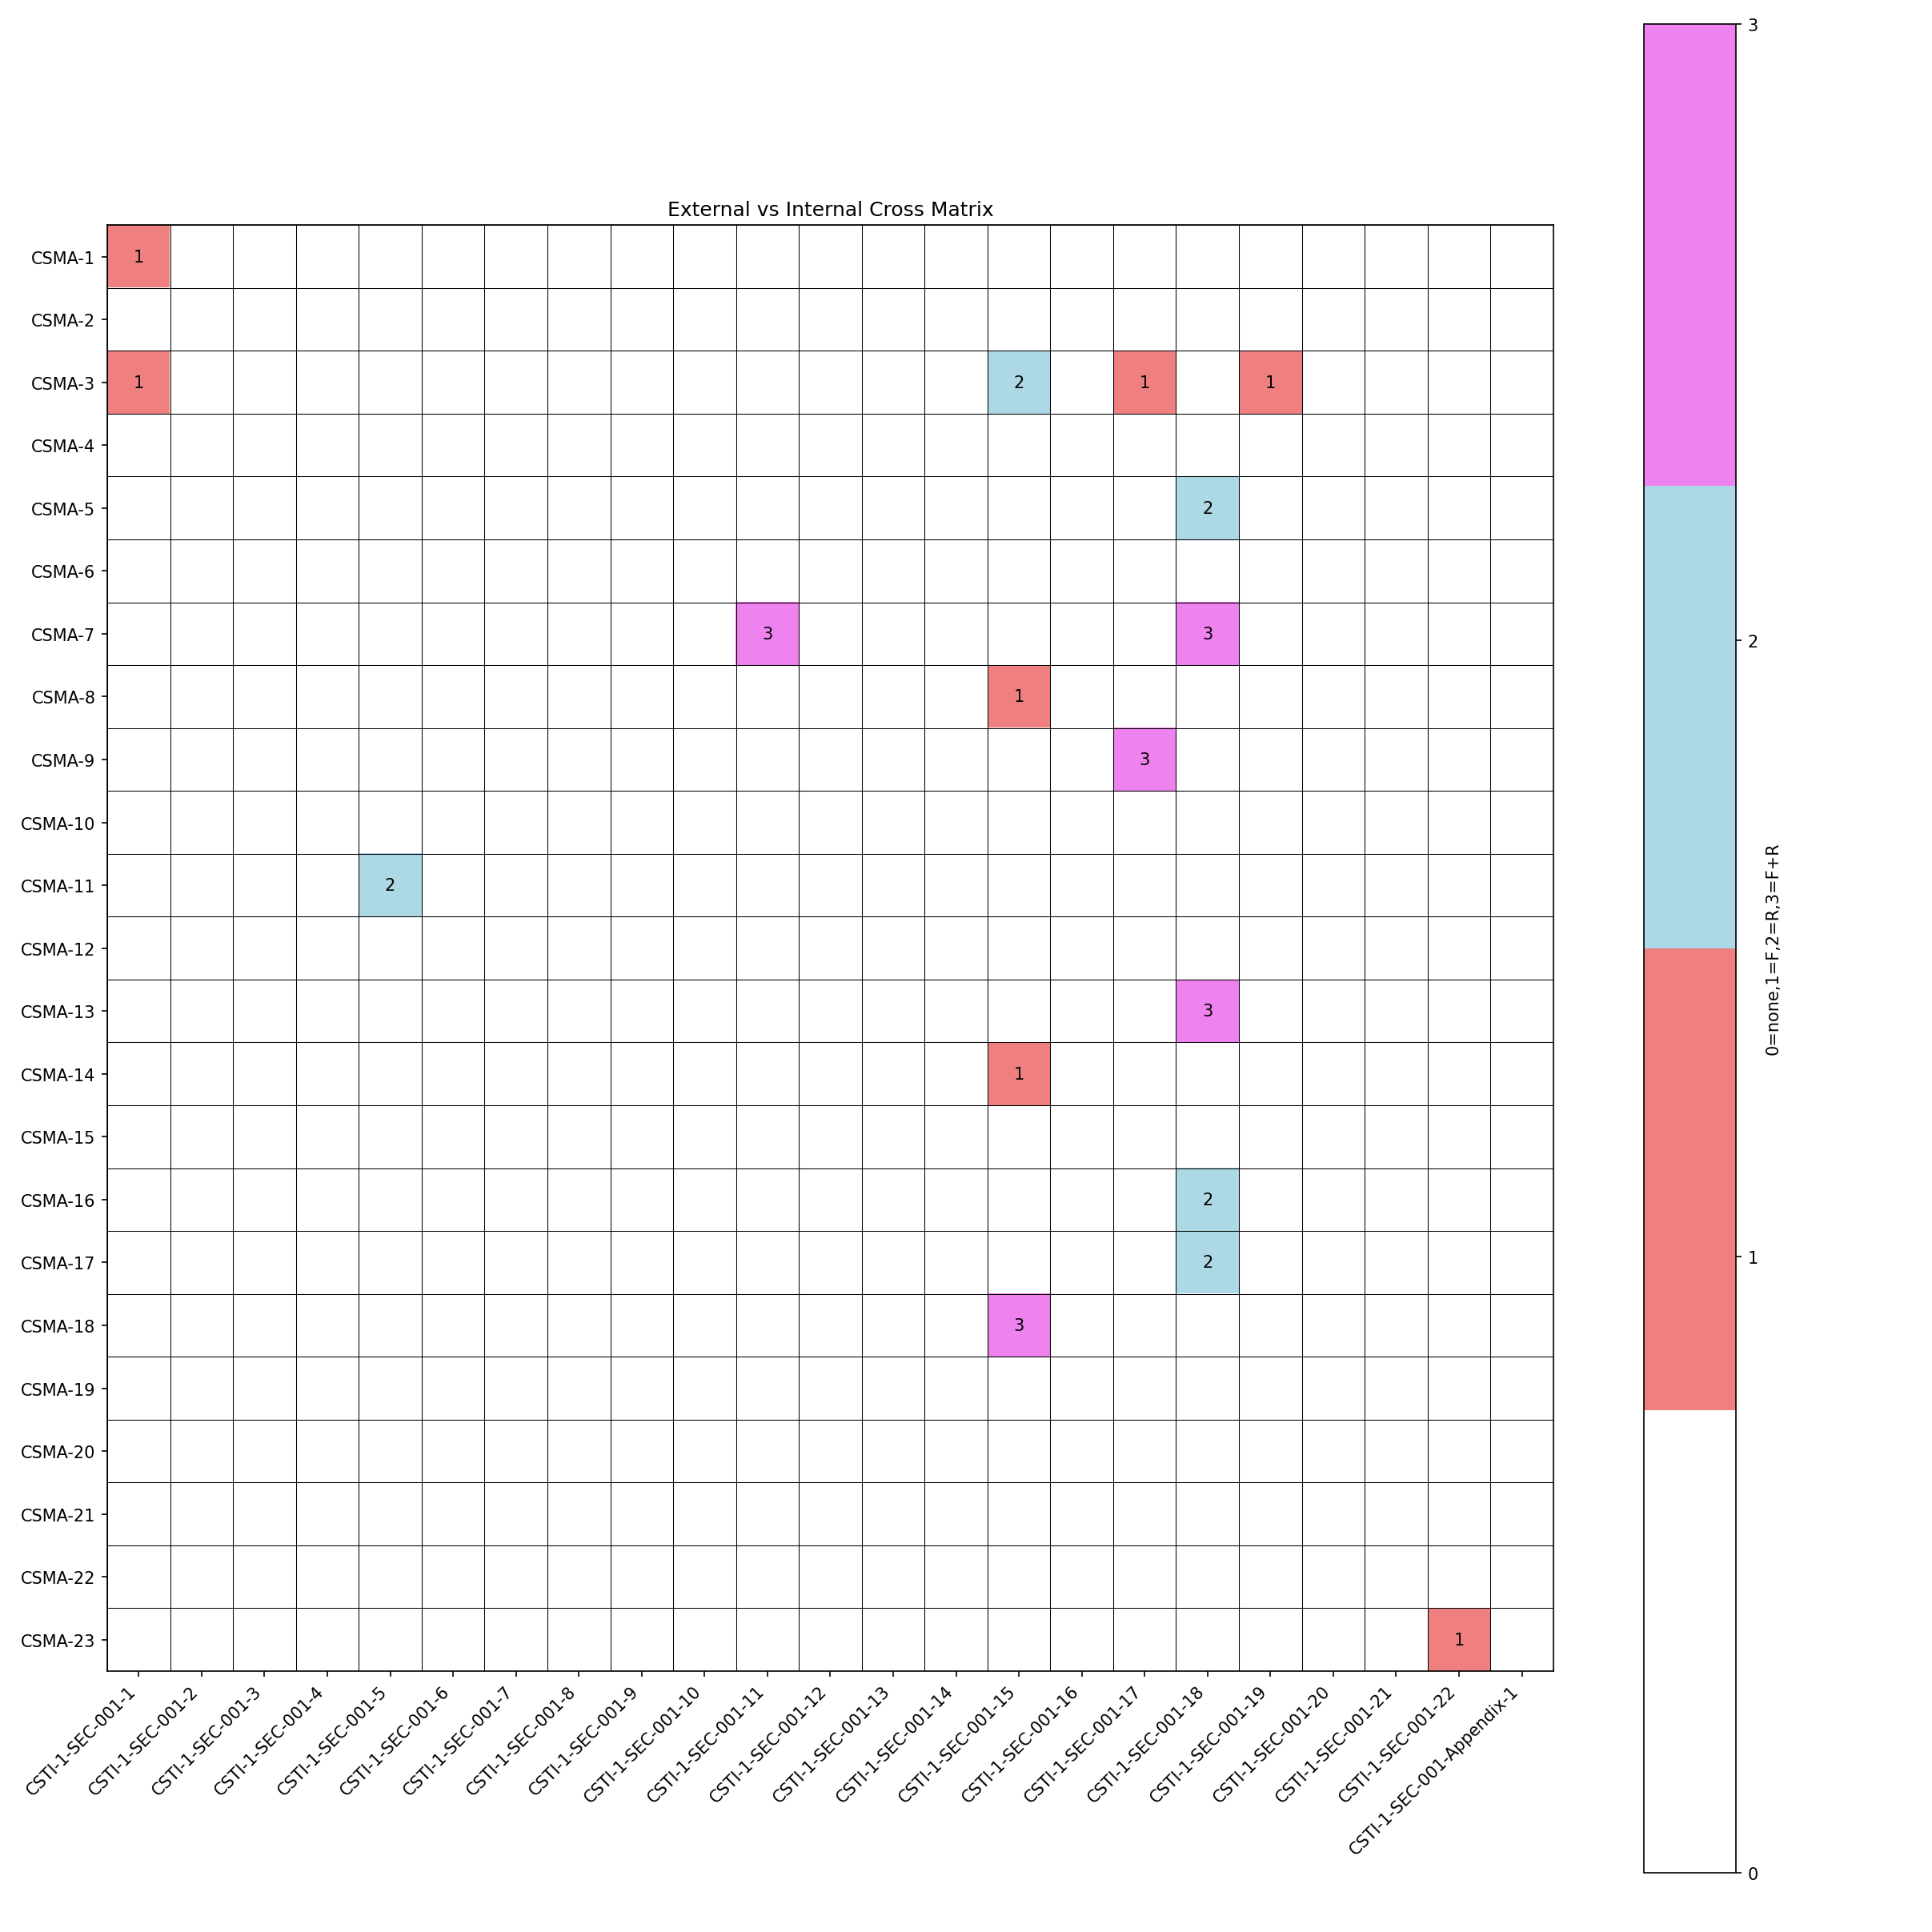 External vs Internal Cross Matrix
CSMA-1 1
CSMA-2
CSMA-3 1 2 1 1
CSMA-4
CSMA-5 2
CSMA-6
CSMA-7 3 3
CSMA-8 1
CSMA-9 3
CSMA-10
CSMA-11 2
CSMA-12
CSMA-13 3
CSMA-14 1
CSMA-15
CSMA-16 2
CSMA-17 2
CSMA-18 3
CSMA-19
CSMA-20
CSMA-21
CSMA-22
CSMA-23 1
CSTI-1-SEC-001-1
CSTI-1-SEC-001-2
CSTI-1-SEC-001-3
CSTI-1-SEC-001-4
CSTI-1-SEC-001-5
CSTI-1-SEC-001-6
CSTI-1-SEC-001-7
CSTI-1-SEC-001-8
CSTI-1-SEC-001-9
CSTI-1-SEC-001-10
CSTI-1-SEC-001-11
CSTI-1-SEC-001-12
CSTI-1-SEC-001-13
CSTI-1-SEC-001-14
CSTI-1-SEC-001-15
CSTI-1-SEC-001-16
CSTI-1-SEC-001-17
CSTI-1-SEC-001-18
CSTI-1-SEC-001-19
CSTI-1-SEC-001-20
CSTI-1-SEC-001-21
CSTI-1-SEC-001-22
CSTI-1-SEC-001-Appendix-1
3
2
1
0
0=none,1=F,2=R,3=F+R